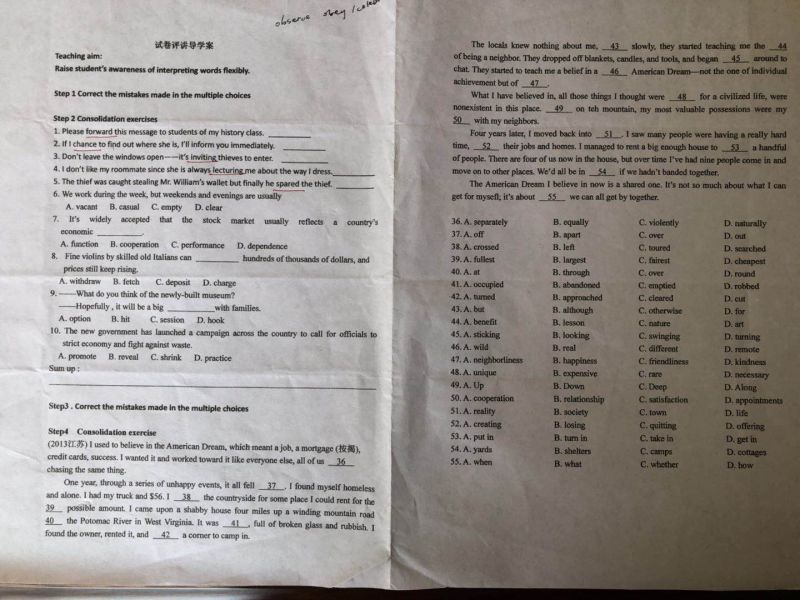 observe obey
试卷评讲导学案
Teaching aim:
Raise student's awareness of interpreting words flexibly.
Step 1 Correct the mistakes made in the multiple choices
Step 2 Consolidation exercises
1. Please forward this message to students of my history class. ________
2. If I chance to find out where she is, I'll inform you immediately. ________
3. Don't leave the windows open——it's inviting thieves to enter. ________
4. I don't like my roommate since she is always lecturing me about the way I dress.________
5. The thief was caught stealing Mr. William's wallet but finally he spared the thief. ________
6. We work during the week, but weekends and evenings are usually
A. vacant B. casual C. empty D. clear
7. It's widely accepted that the stock market usually reflects a country's
economic ________.
A. function B. cooperation C. performance D. dependence
8. Fine violins by skilled old Italians can ________ hundreds of thousands of dollars, and
prices still keep rising.
A. withdraw B. fetch C. deposit D. charge
9. ——What do you think of the newly-built museum?
——Hopefully , it will be a big ________with families.
A. option B. hit C. session D. hook
10. The new government has launched a campaign across the country to call for officials to
strict economy and fight against waste.
A. promote B. reveal C. shrink D. practice
Sum up :
Step3 . Correct the mistakes made in the multiple choices
Step4 Consolidation exercise
(2013江苏) I used to believe in the American Dream, which meant a job, a mortgage (按揭),
credit cards, success. I wanted it and worked toward it like everyone else, all of us 36
chasing the same thing.
One year, through a series of unhappy events, it all fell 37 . I found myself homeless
and alone. I had my truck and $56. I 38 the countryside for some place I could rent for the
39 possible amount. I came upon a shabby house four miles up a winding mountain road
40 the Potomac River in West Virginia. It was 41 , full of broken glass and rubbish. I
found the owner, rented it, and 42 a corner to camp in.
The locals knew nothing about me, 43 slowly, they started teaching me the 44
of being a neighbor. They dropped off blankets, candles, and tools, and began 45 around to
chat. They started to teach me a belief in a 46 American Dream—not the one of individual
achievement but of 47 .
What I have believed in, all those things I thought were 48 for a civilized life, were
nonexistent in this place. 49 on teh mountain, my most valuable possessions were my
50 with my neighbors.
Four years later, I moved back into 51 . I saw many people were having a really hard
time, 52 their jobs and homes. I managed to rent a big enough house to 53 a handful
of people. There are four of us now in the house, but over time I've had nine people come in and
move on to other places. We'd all be in 54 if we hadn't banded together.
The American Dream I believe in now is a shared one. It's not so much about what I can
get for myself; it's about 55 we can all get by together.
36. A. separately B. equally C. violently D. naturally
37. A. off B. apart C. over D. out
38. A. crossed B. left C. toured D. searched
39. A. fullest B. largest C. fairest D. cheapest
40. A. at B. through C. over D. round
41. A. occupied B. abandoned C. emptied D. robbed
42. A. turned B. approached C. cleared D. cut
43. A. but B. although C. otherwise D. for
44. A. benefit B. lesson C. nature D. art
45. A. sticking B. looking C. swinging D. turning
46. A. wild B. real C. different D. remote
47. A. neighborliness B. happiness C. friendliness D. kindness
48. A. unique B. expensive C. rare D. necessary
49. A. Up B. Down C. Deep D. Along
50. A. cooperation B. relationship C. satisfaction D. appointments
51. A. reality B. society C. town D. life
52. A. creating B. losing C. quitting D. offering
53. A. put in B. turn in C. take in D. get in
54. A. yards B. shelters C. camps D. cottages
55. A. when B. what C. whether D. how